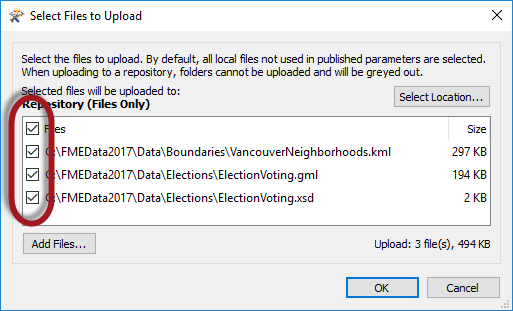 Select Files to Upload
Select the files to upload. By default, all local files not used in published parameters are selected.
When uploading to a repository, folders cannot be uploaded and will be greyed out.
Selected files will be uploaded to:
Repository (Files Only)
Select Location...
Files Size
:\FMEData2017\Data\Boundaries\VancouverNeighborhoods.kml 297 KB
:\FMEData2017\Data\Elections\ElectionVoting.gml 194 KB
:\FMEData2017\Data\Elections\ElectionVoting.xsd 2 KB
Add Files... Upload: 3 file(s), 494 KB
OK Cancel